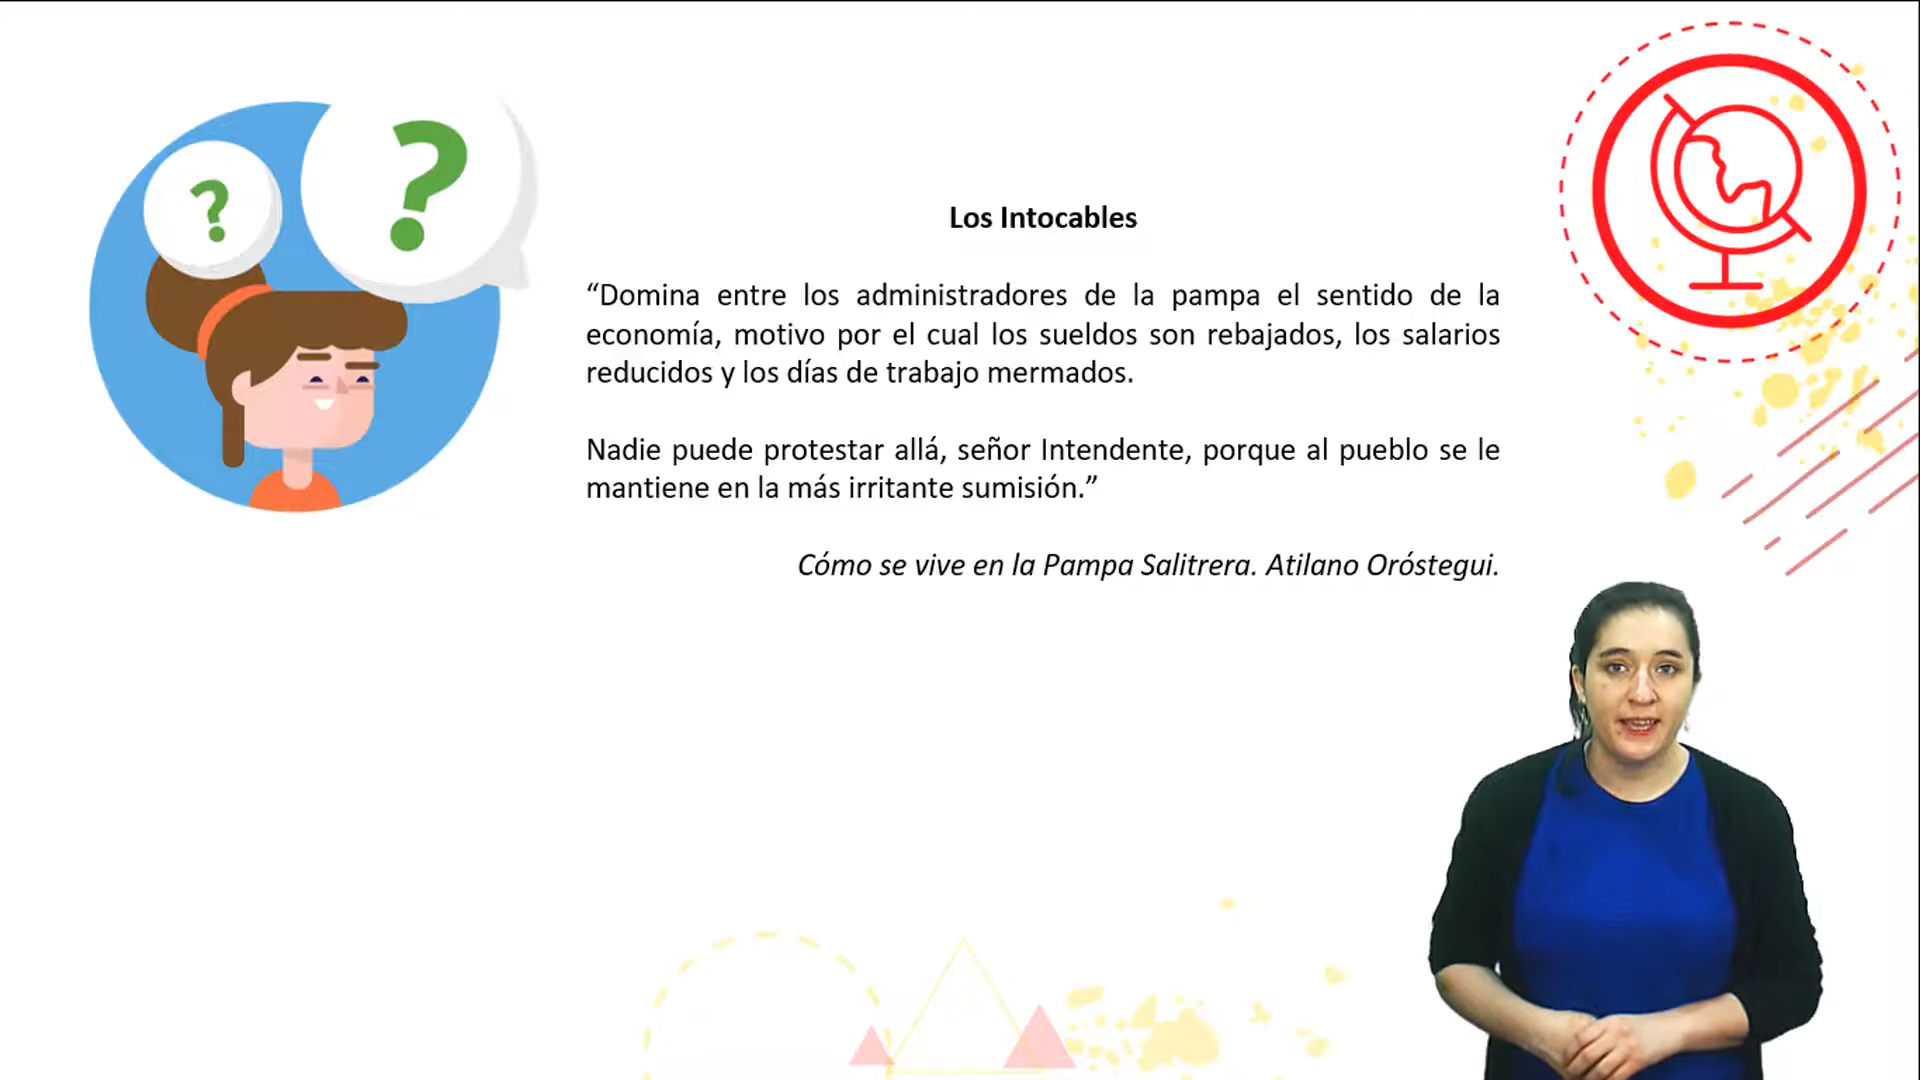 ?
?
Los Intocables
“Domina entre los administradores de la pampa el sentido de la
economía, motivo por el cual los sueldos son rebajados, los salarios
reducidos y los días de trabajo mermados.
Nadie puede protestar allá, señor Intendente, porque al pueblo se le
mantiene en la más irritante sumisión.”
Cómo se vive en la Pampa Salitrera. Atilano Oróstegui.